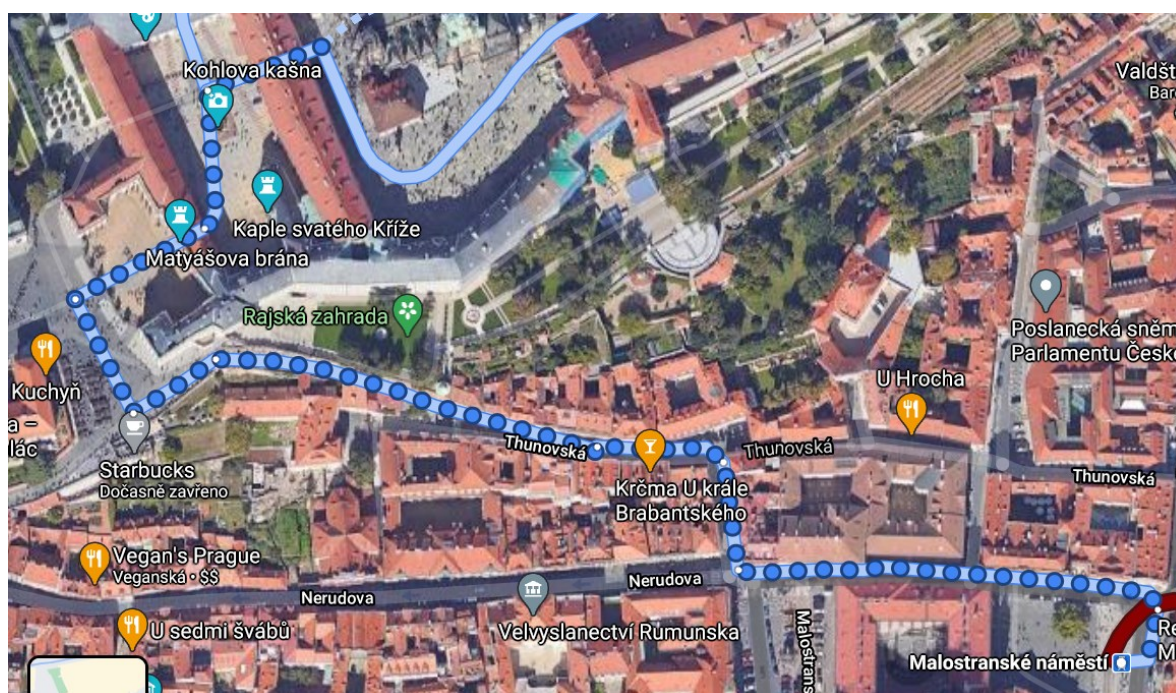 Kohlova kašna
Valdšt
Bar
Kaple svatého Kříže
Matyášova brána
Rajská zahrada
Poslanecká sněm
Parlamentu České
Kuchyň
a –
lác
U Hrocha
Starbucks
Dočasně zavřeno
Thunovská
Thunovská
Thunovská
Krčma U krále
Brabantského
Vegan's Prague
Veganská • $$
Nerudova
Nerudova
U sedmi švábů
Velvyslanectví Rumunska
Malostrans
Re
M
Malostranské náměstí